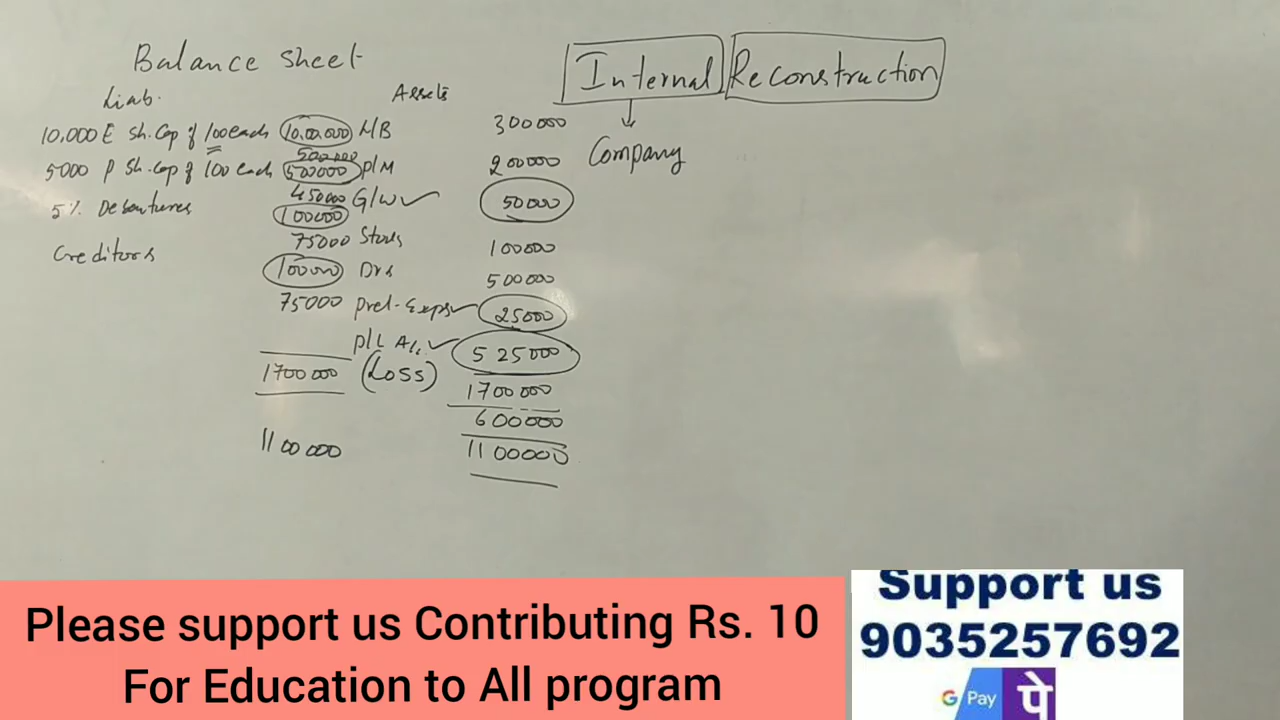 Balance Sheet
Internal Reconstruction
Liab. Assets
Company
10,000 E Sh. Cap of 100 each 10,00,000 L/B 300000
500000
5000 P Sh. Cap of 100 each 500000 P/M 200000
450000 G/W ✓ 50000
5% Debentures 100000
75000 Stores 100000
Creditors 100000 Drs 500000
75000 Prel. Exps ✓ 25000
P/L A/c ✓ 525000
1700000 (Loss) 1700000
600000
1100000 1100000
Please support us Contributing Rs. 10
For Education to All program
Support us
9035257692
G Pay पे